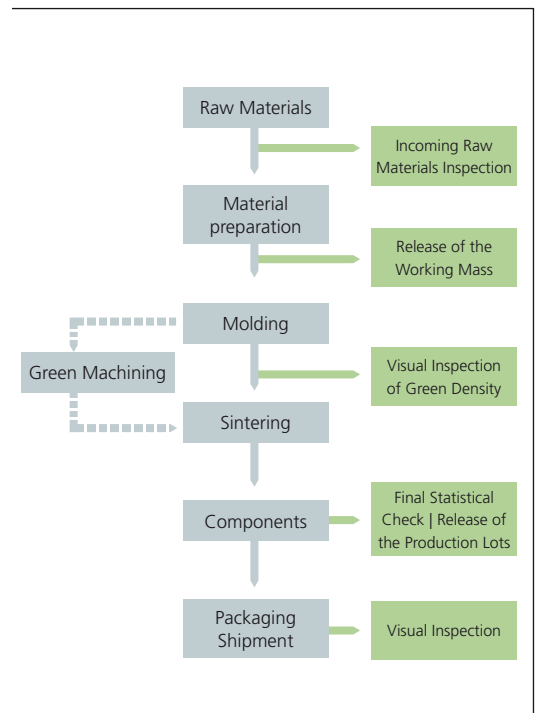 Raw Materials
Incoming Raw
Materials Inspection
Material
preparation
Release of the
Working Mass
Molding
Green Machining
Visual Inspection
of Green Density
Sintering
Components
Final Statistical
Check | Release of
the Production Lots
Packaging
Shipment
Visual Inspection